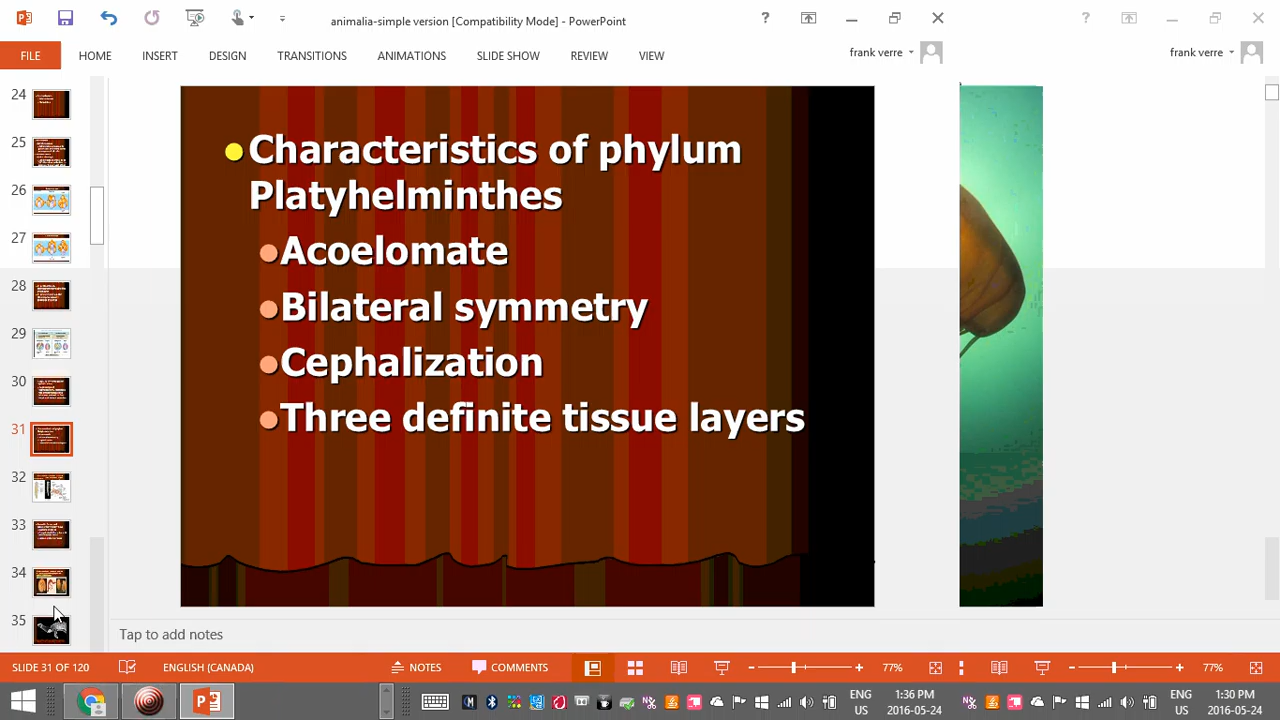 animalia-simple version [Compatibility Mode] - PowerPoint
FILE HOME INSERT DESIGN TRANSITIONS ANIMATIONS SLIDE SHOW REVIEW VIEW frank verre frank verre
24
25
26
27
28
29
30
31
32
33
34
35
Characteristics of phylum
Platyhelminthes
Acoelomate
Bilateral symmetry
Cephalization
Three definite tissue layers
Tap to add notes
SLIDE 31 OF 120 ENGLISH (CANADA) NOTES COMMENTS 77% 77%
ENG 1:36 PM ENG 1:30 PM
US 2016-05-24 US 2016-05-24